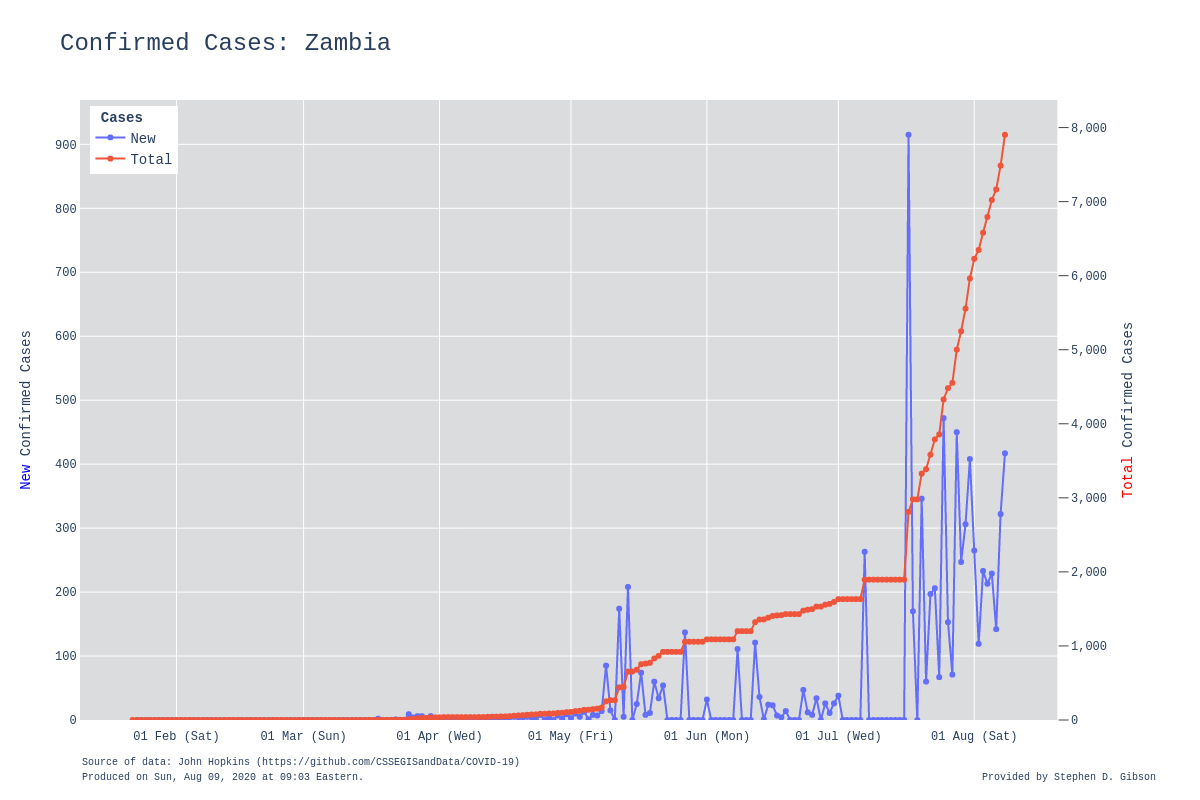 Confirmed Cases: Zambia
Cases
New
Total
900
800
700
600
500
400
300
200
100
0
New Confirmed Cases
8,000
7,000
6,000
5,000
4,000
3,000
2,000
1,000
0
Total Confirmed Cases
01 Feb (Sat) 01 Mar (Sun) 01 Apr (Wed) 01 May (Fri) 01 Jun (Mon) 01 Jul (Wed) 01 Aug (Sat)
Source of data: John Hopkins (https://github.com/CSSEGISandData/COVID-19)
Produced on Sun, Aug 09, 2020 at 09:03 Eastern.
Provided by Stephen D. Gibson